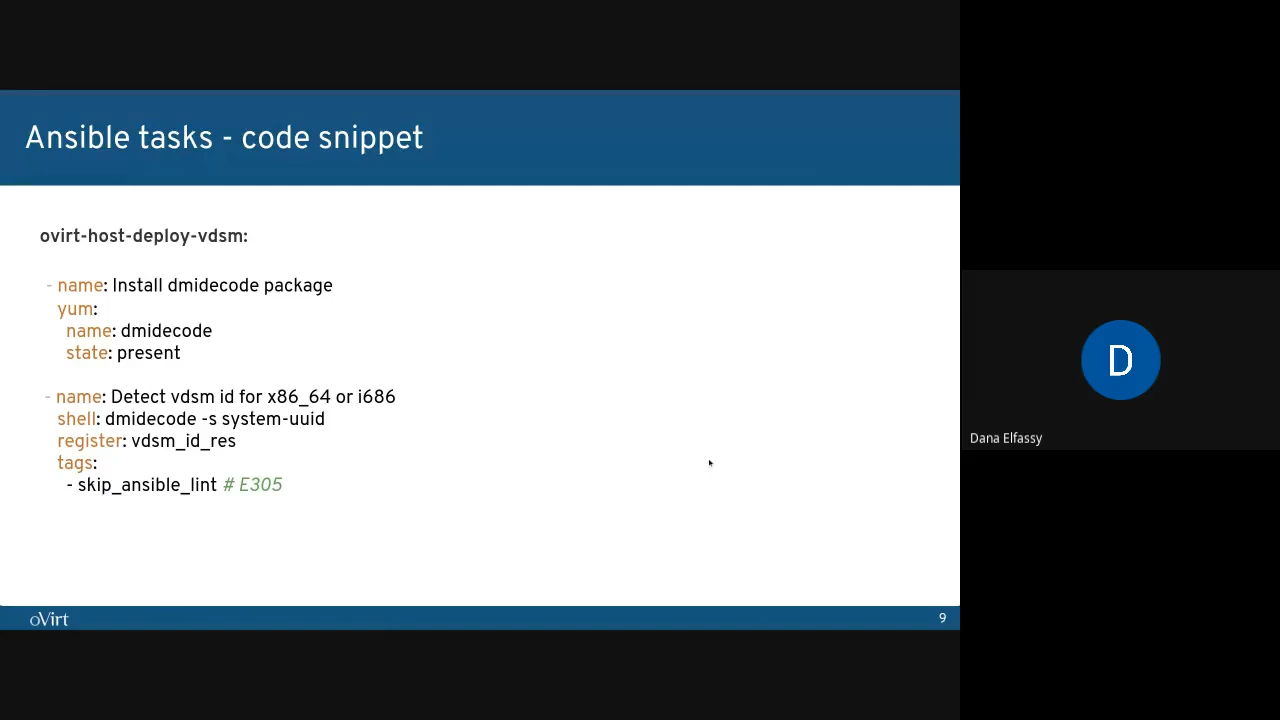 Ansible tasks - code snippet
ovirt-host-deploy-vdsm:
- name: Install dmidecode package
yum:
name: dmidecode
state: present
- name: Detect vdsm id for x86_64 or i686
shell: dmidecode -s system-uuid
register: vdsm_id_res
tags:
- skip_ansible_lint # E305
oVirt
9
D
Dana Elfassy